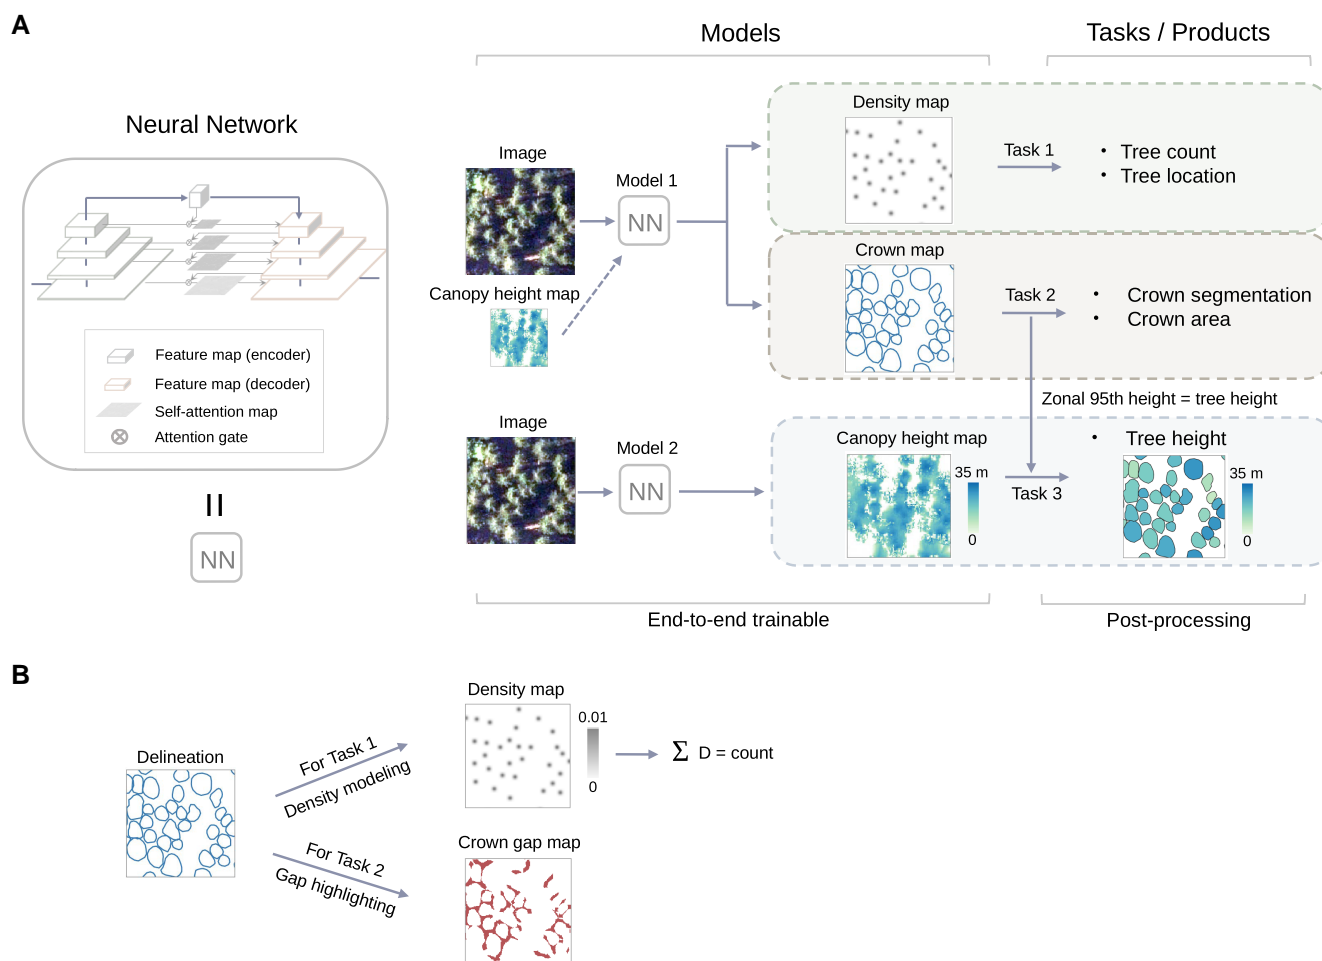 A
Models
Tasks / Products
Neural Network
Feature map (encoder)
Feature map (decoder)
Self-attention map
Attention gate
NN
Image
Canopy height map
Model 1
NN
Density map
Task 1
• Tree count
• Tree location
Crown map
Task 2
• Crown segmentation
• Crown area
Zonal 95th height = tree height
Image
Model 2
NN
Canopy height map
35 m
0
Task 3
• Tree height
35 m
0
End-to-end trainable
Post-processing
B
Delineation
For Task 1
Density modeling
Density map
0.01
0
Σ D = count
For Task 2
Gap highlighting
Crown gap map